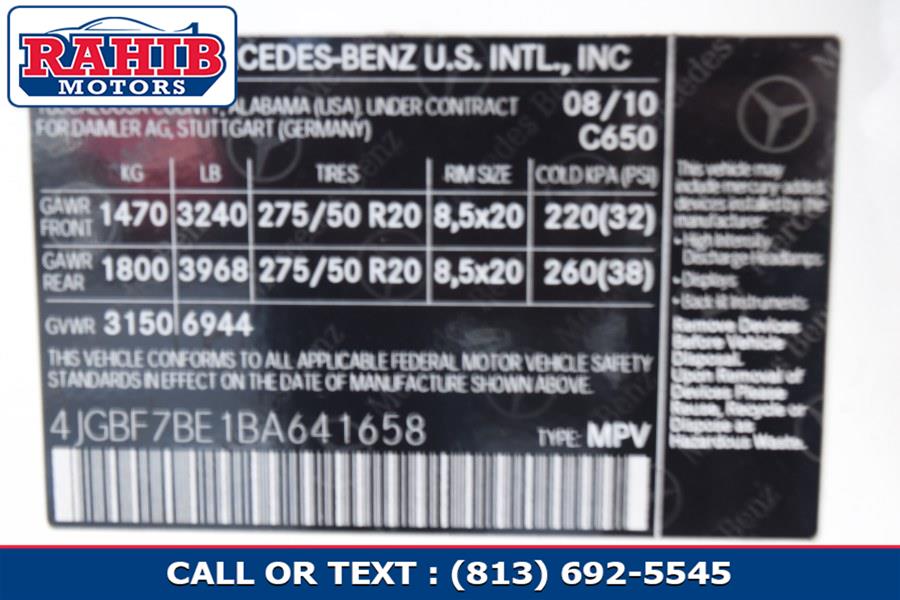 RAHIB
MOTORS
CEDES-BENZ U.S. INTL., INC
ALABAMA (USA). UNDER CONTRACT 08/10
FOR DAIMLER AG, STUTTGART (GERMANY) C650
KG LB TIRES RIM SIZE COLD KPA (PSI)
GAWR FRONT 1470 3240 275/50 R20 8,5x20 220(32)
GAWR REAR 1800 3968 275/50 R20 8,5x20 260(38)
GVWR 3150 6944
THIS VEHICLE CONFORMS TO ALL APPLICABLE FEDERAL MOTOR VEHICLE SAFETY
STANDARDS IN EFFECT ON THE DATE OF MANUFACTURE SHOWN ABOVE.
4JGBF7BE1BA641658 TYPE: MPV
This vehicle may
include mercury added
devices installed by the
manufacturer:
- High Intensity
Discharge Headlamps
- Displays
- Back lit Instruments
Remove Devices
Before Vehicle
Disposal.
Upon Removal of
Devices Please
Reuse, Recycle or
Dispose as
Hazardous Waste.
CALL OR TEXT : (813) 692-5545